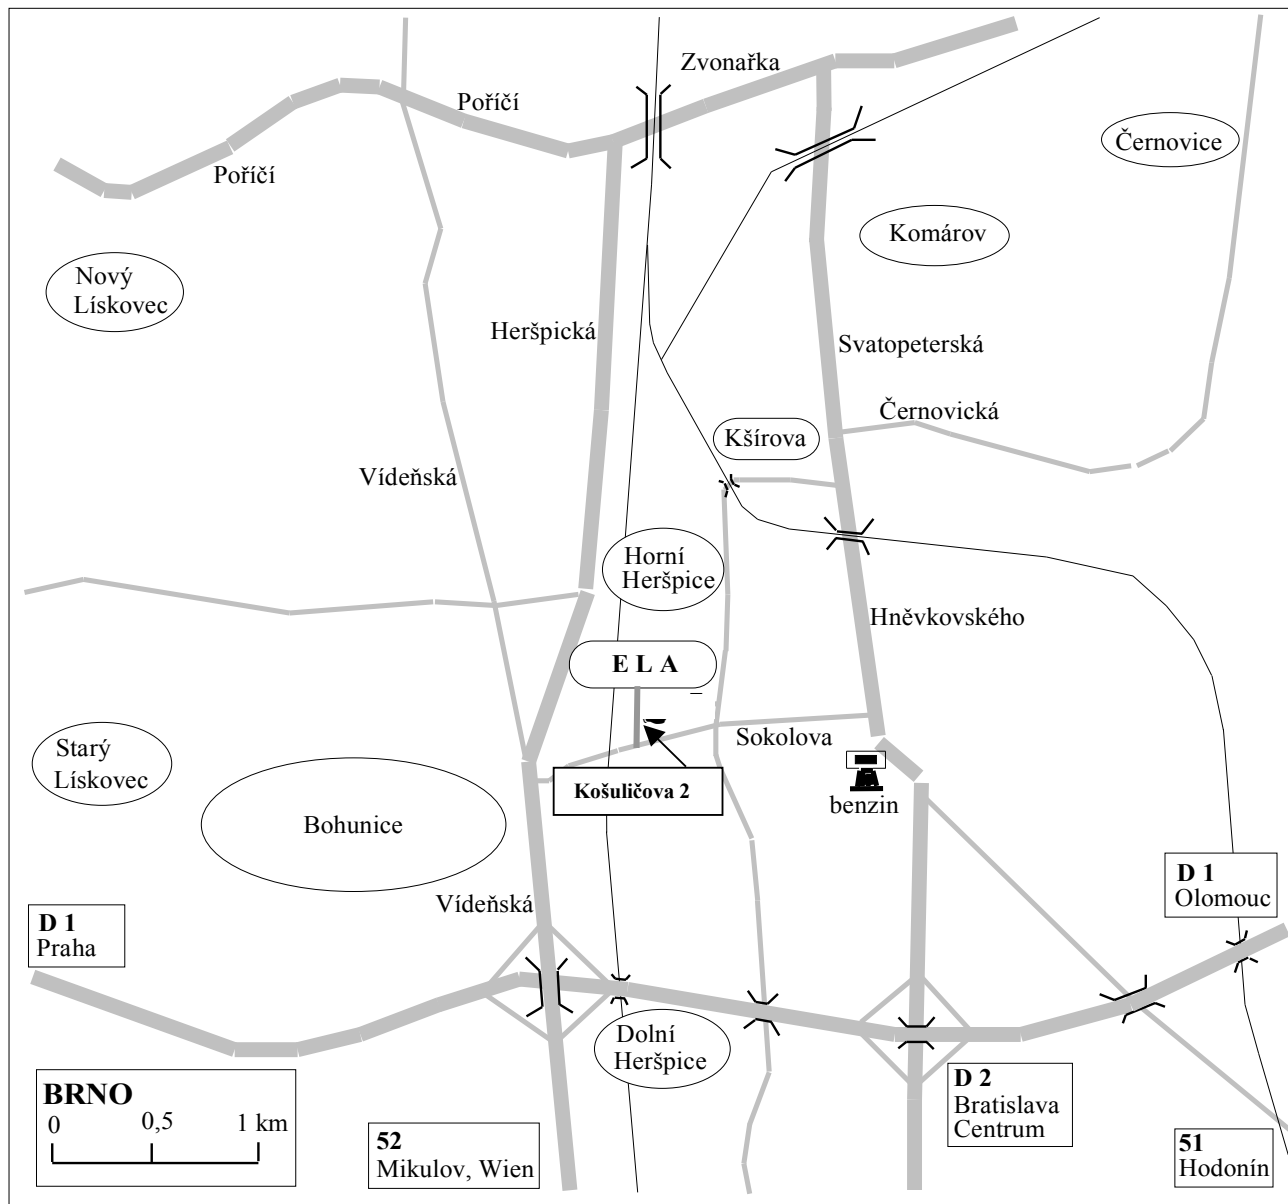 Zvonařka
Poříčí
Černovice
Poříčí
Komárov
Nový
Lískovec
Heršpická
Svatopeterská
Černovická
Kšírova
Vídeňská
Horní
Heršpice
Hněvkovského
E L A
Starý
Lískovec
Sokolova
Košuličova 2
benzin
Bohunice
D 1
Olomouc
Vídeňská
D 1
Praha
Dolní
Heršpice
D 2
Bratislava
Centrum
BRNO
0 0,5 1 km
52
Mikulov, Wien
51
Hodonín